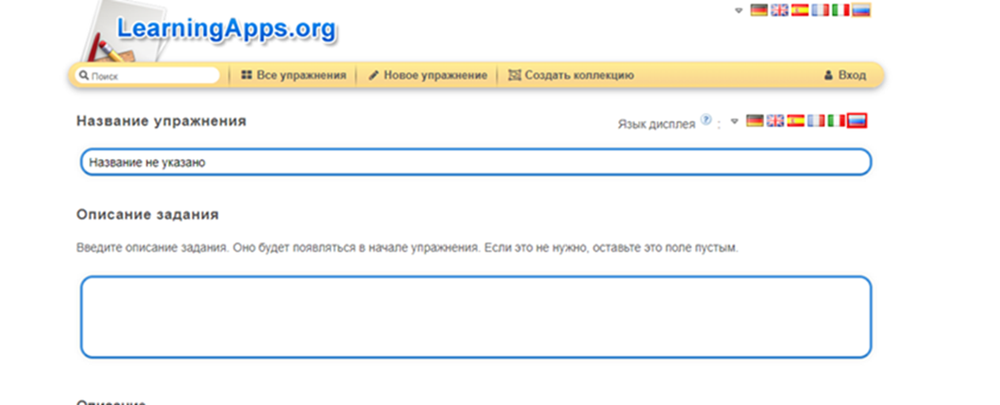 LearningApps.org
Поиск Все упражнения Новое упражнение Создать коллекцию Вход
Название упражнения Язык дисплея ? :
Название не указано
Описание задания
Введите описание задания. Оно будет появляться в начале упражнения. Если это не нужно, оставьте это поле пустым.
Описание